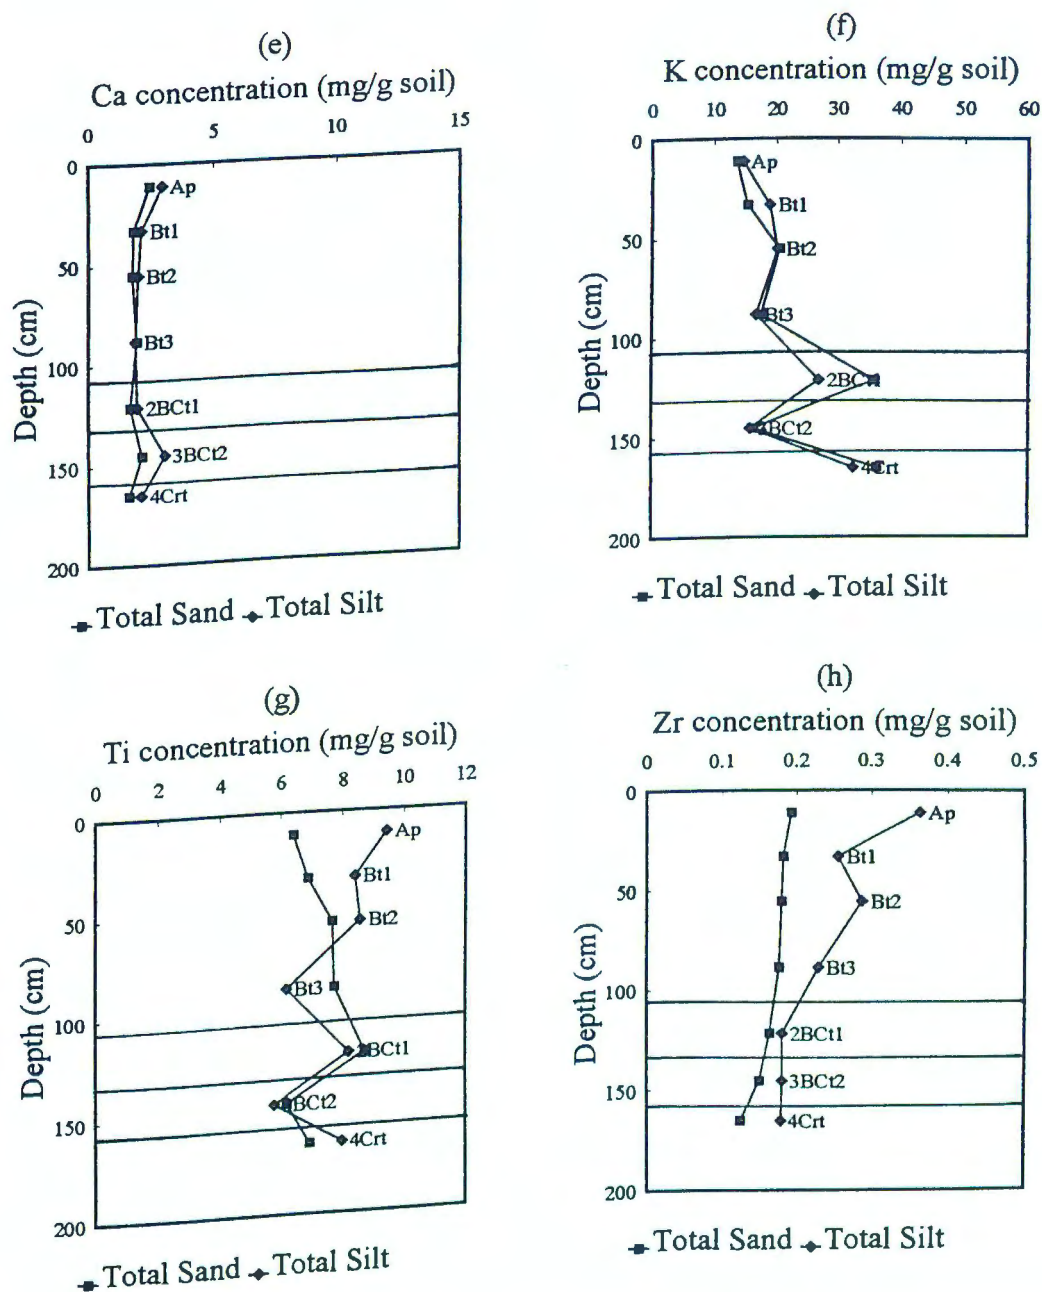 (e)
Ca concentration (mg/g soil)
0 5 10 15
0
50
100
150
200
Depth (cm)
Ap
Bt1
Bt2
Bt3
2BCt1
3BCt2
4Crt
Total Sand Total Silt
(f)
K concentration (mg/g soil)
0 10 20 30 40 50 60
0
50
100
150
200
Depth (cm)
Ap
Bt1
Bt2
Bt3
2BC
BCt2
4Crt
Total Sand Total Silt
(g)
Ti concentration (mg/g soil)
0 2 4 6 8 10 12
0
50
100
150
200
Depth (cm)
Ap
Bt1
Bt2
Bt3
2BCt1
BCt2
4Crt
Total Sand Total Silt
(h)
Zr concentration (mg/g soil)
0 0.1 0.2 0.3 0.4 0.5
0
50
100
150
200
Depth (cm)
Ap
Bt1
Bt2
Bt3
2BCt1
3BCt2
4Crt
Total Sand Total Silt